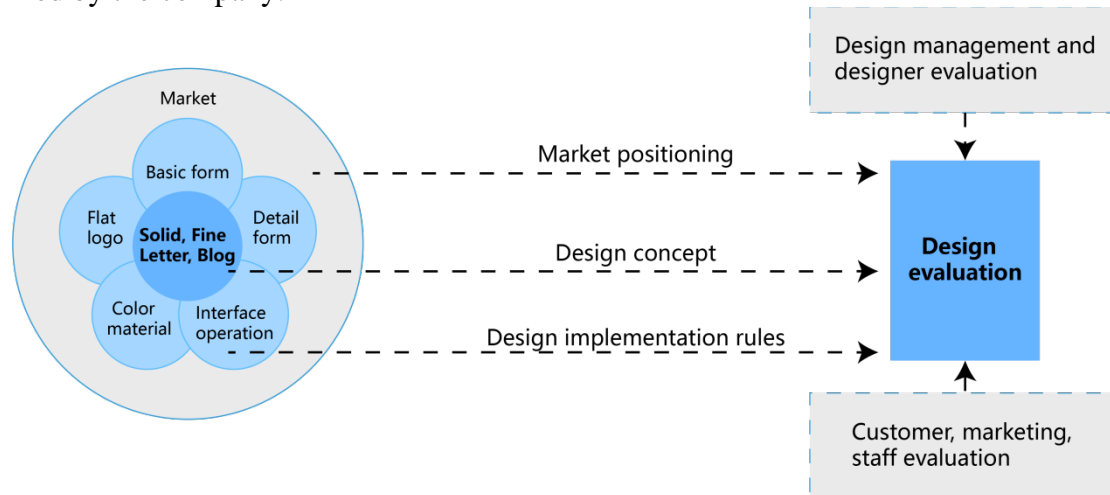 Design management and
designer evaluation
Market
Basic form
Flat
logo
Solid, Fine
Letter, Blog
Detail
form
Color
material
Interface
operation
Market positioning
Design concept
Design implementation rules
Design
evaluation
Customer, marketing,
staff evaluation